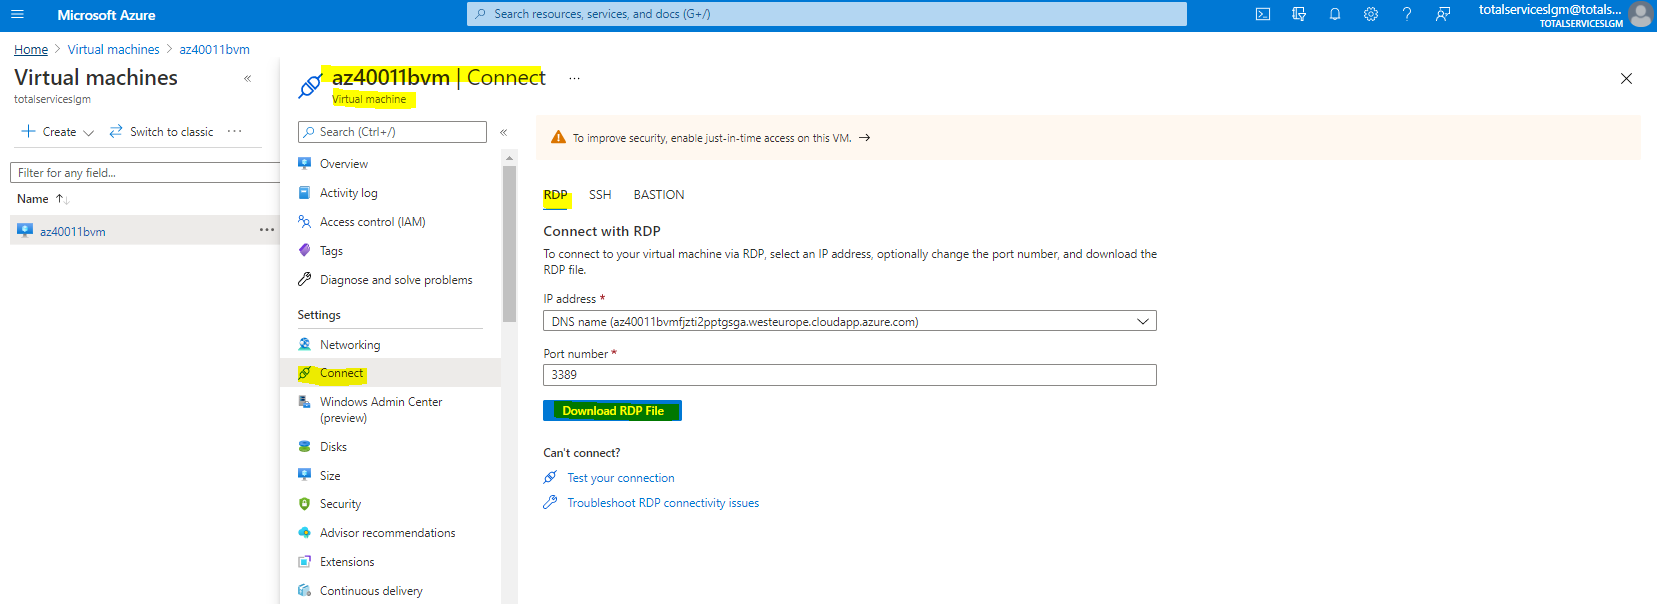 Microsoft Azure
Search resources, services, and docs (G+/)
totalserviceslgm@totals...
TOTALSERVICESLGM
Home > Virtual machines > az40011bvm
Virtual machines «
totalserviceslgm
+ Create Switch to classic ...
Filter for any field...
Name ↑↓
az40011bvm ...
az40011bvm | Connect ...
Virtual machine
Search (Ctrl+/) «
Overview
Activity log
Access control (IAM)
Tags
Diagnose and solve problems
Settings
Networking
Connect
Windows Admin Center
(preview)
Disks
Size
Security
Advisor recommendations
Extensions
Continuous delivery
To improve security, enable just-in-time access on this VM. →
RDP SSH BASTION
Connect with RDP
To connect to your virtual machine via RDP, select an IP address, optionally change the port number, and download the
RDP file.
IP address *
DNS name (az40011bvmfjzti2pptgsga.westeurope.cloudapp.azure.com)
Port number *
3389
Download RDP File
Can't connect?
Test your connection
Troubleshoot RDP connectivity issues